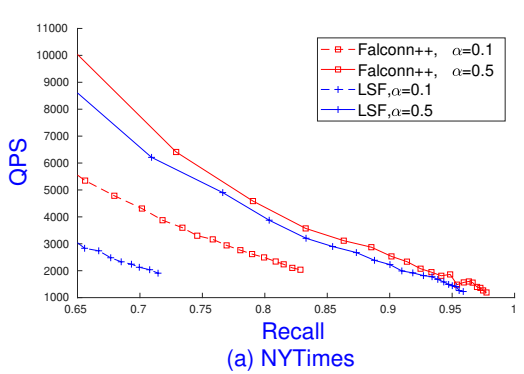 11000
10000
9000
8000
7000
6000
5000
4000
3000
2000
1000
QPS
Falconn++, α=0.1
Falconn++, α=0.5
LSF,α=0.1
LSF,α=0.5
0.65 0.7 0.75 0.8 0.85 0.9 0.95 1
Recall
(a) NYTimes